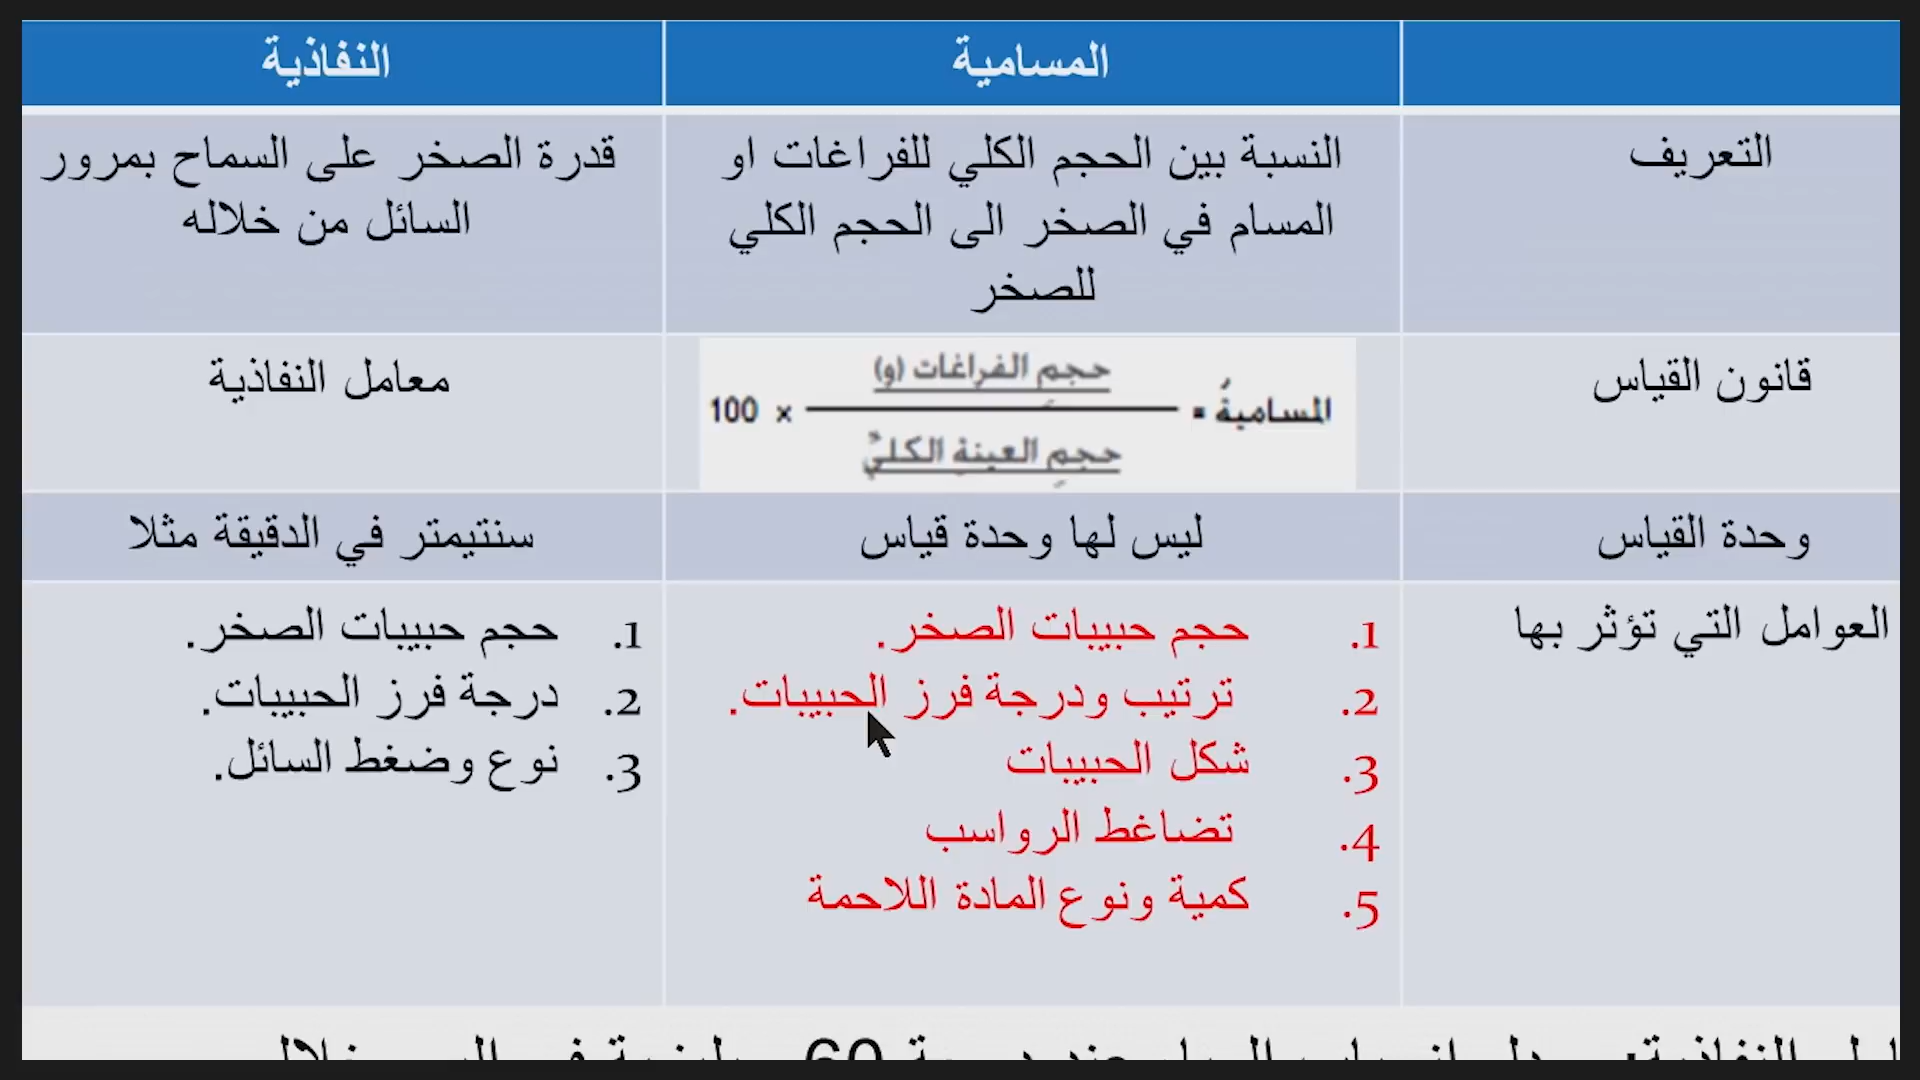 المسامية
النفاذية
التعريف
النسبة بين الحجم الكلي للفراغات او
المسام في الصخر الى الحجم الكلي
للصخر
قدرة الصخر على السماح بمرور
السائل من خلاله
قانون القياس
حجم الفراغات (و)
المسامية = × 100
حجم العينة الكلي
معامل النفاذية
وحدة القياس
ليس لها وحدة قياس
سنتيمتر في الدقيقة مثلا
العوامل التي تؤثر بها
1. حجم حبيبات الصخر.
2. ترتيب ودرجة فرز الحبيبات.
3. شكل الحبيبات
4. تضاغط الرواسب
5. كمية ونوع المادة اللاحمة
1. حجم حبيبات الصخر.
2. درجة فرز الحبيبات.
3. نوع وضغط السائل.